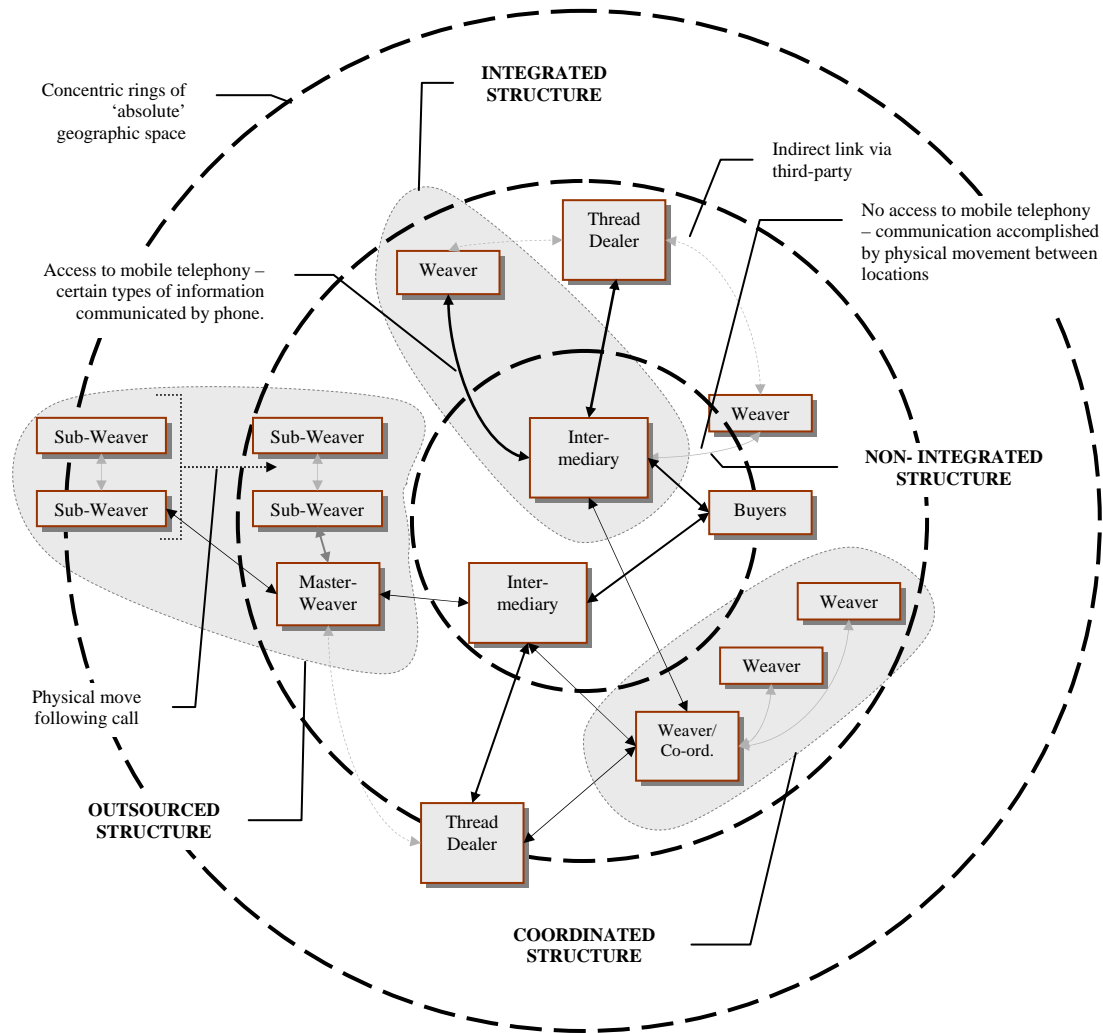 INTEGRATED
STRUCTURE
Concentric rings of
‘absolute’
geographic space
Indirect link via
third-party
No access to mobile telephony
– communication accomplished
by physical movement between
locations
Thread
Dealer
Weaver
Access to mobile telephony –
certain types of information
communicated by phone.
Weaver
Sub-Weaver
Sub-Weaver
Inter-
mediary
NON- INTEGRATED
STRUCTURE
Sub-Weaver
Sub-Weaver
Buyers
Master-
Weaver
Inter-
mediary
Weaver
Weaver
Physical move
following call
Weaver/
Co-ord.
OUTSOURCED
STRUCTURE
Thread
Dealer
COORDINATED
STRUCTURE